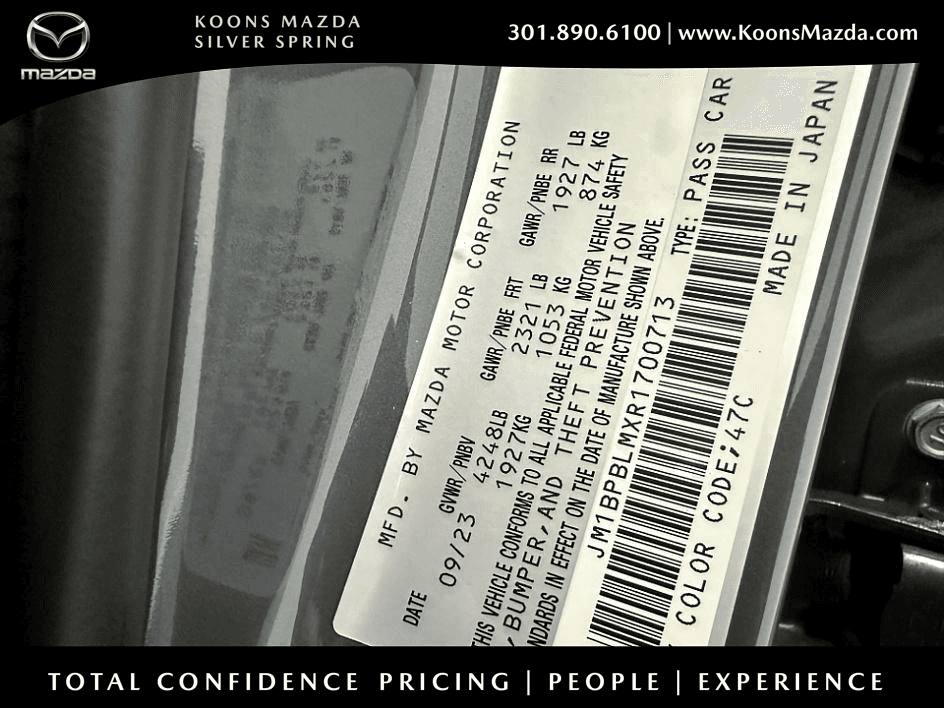 mazda
KOONS MAZDA
SILVER SPRING
301.890.6100 | www.KoonsMazda.com
MFD. BY MAZDA MOTOR CORPORATION
DATE GVWR/PNBV GAWR/PNBE FRT GAWR/PNBE RR
09/23 4248LB 2321 LB 1927 LB
1927KG 1053 KG 874 KG
THIS VEHICLE CONFORMS TO ALL APPLICABLE FEDERAL MOTOR VEHICLE SAFETY
/BUMPER, AND THEFT PREVENTION
NDARDS IN EFFECT ON THE DATE OF MANUFACTURE SHOWN ABOVE.
JM1BPBLMXR1700713 TYPE: PASS CAR
COLOR CODE;47C MADE IN JAPAN
TOTAL CONFIDENCE PRICING | PEOPLE | EXPERIENCE